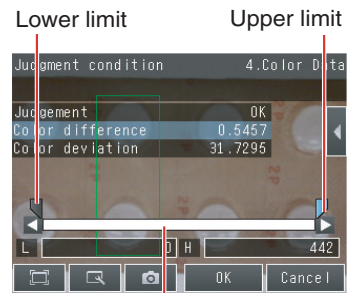 Lower limit Upper limit
Judgment condition 4.Color Data
Judgement OK
Color difference 0.5457
Color deviation 31.7295
L 0 H 442
OK Cancel